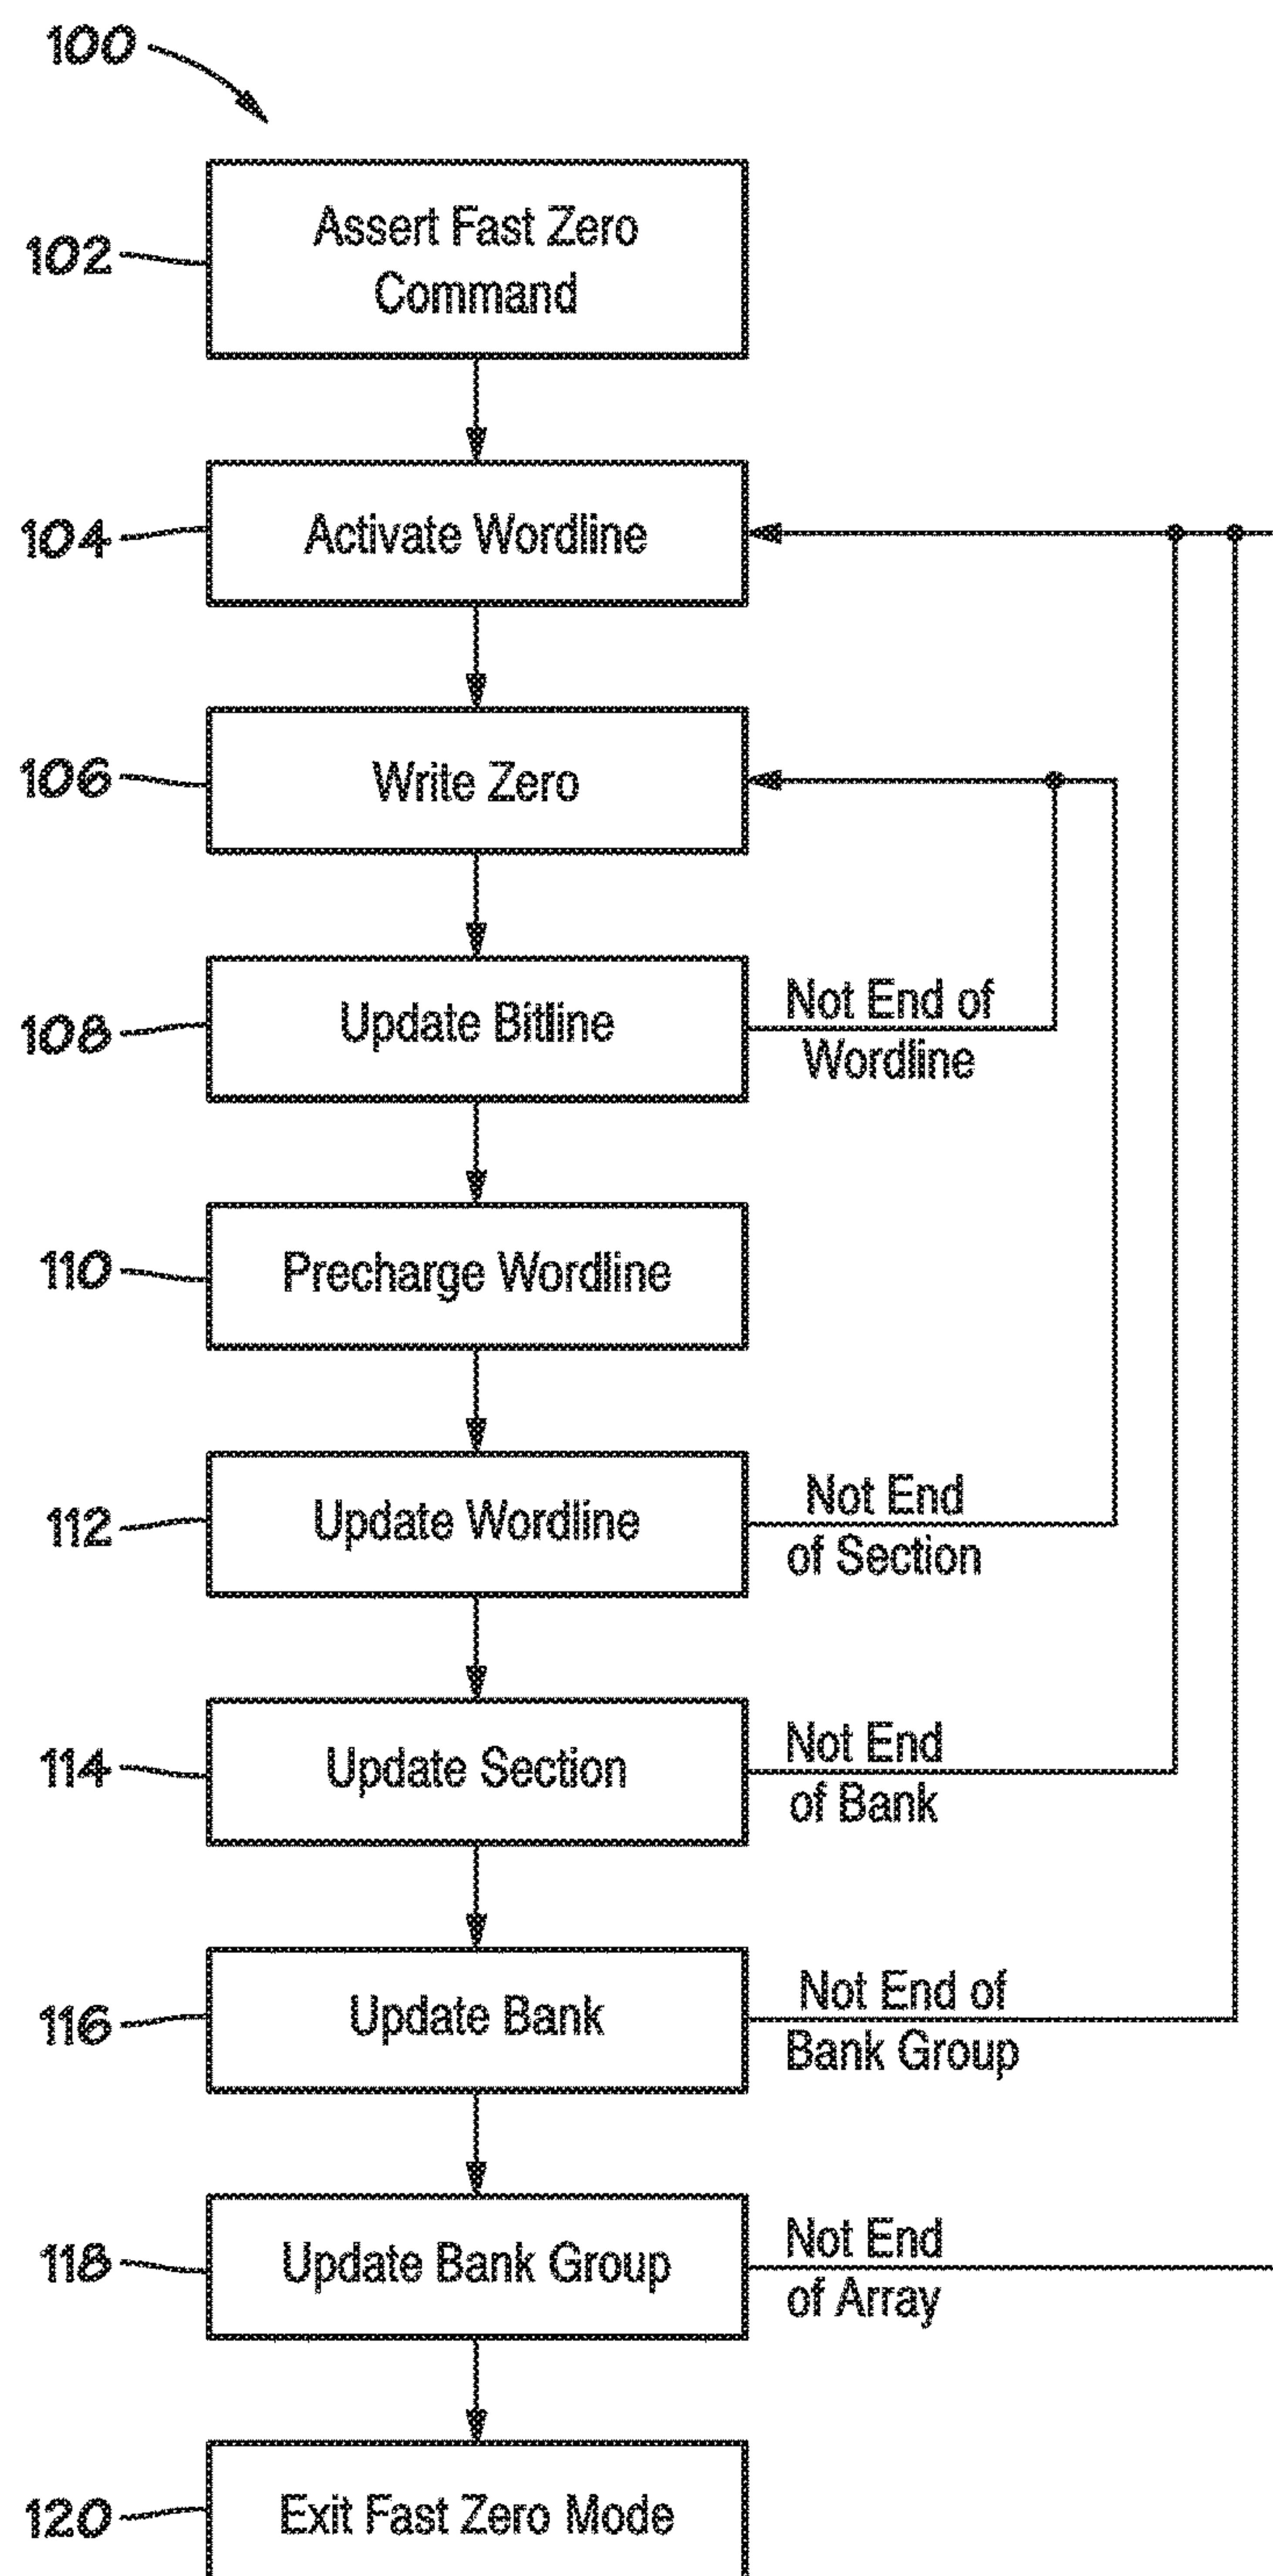 100
102
Assert Fast Zero
Command
104
Activate Wordline
106
Write Zero
108
Update Bitline
Not End of
Wordline
110
Precharge Wordline
112
Update Wordline
Not End
of Section
114
Update Section
Not End
of Bank
116
Update Bank
Not End of
Bank Group
118
Update Bank Group
Not End
of Array
120
Exit Fast Zero Mode